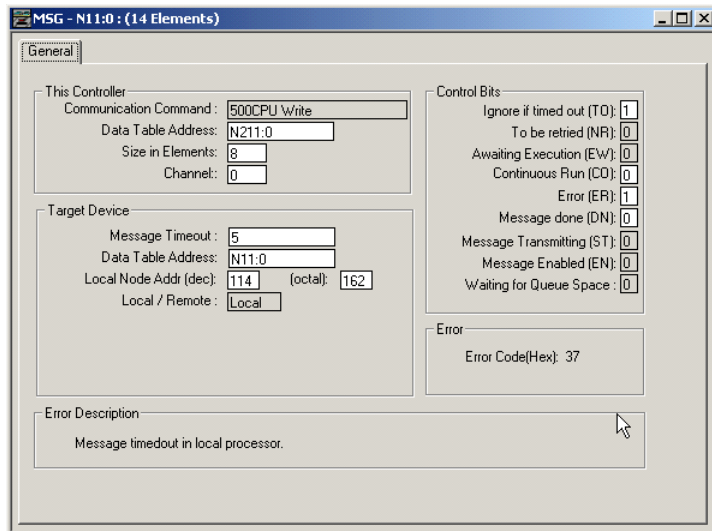 MSG - N11:0 : (14 Elements)
General
This Controller
Communication Command : 500CPU Write
Data Table Address: N211:0
Size in Elements: 8
Channel:: 0
Target Device
Message Timeout : 5
Data Table Address: N11:0
Local Node Addr (dec): 114 (octal): 162
Local / Remote : Local
Control Bits
Ignore if timed out (TO): 1
To be retried (NR): 0
Awaiting Execution (EW): 0
Continuous Run (CO): 0
Error (ER): 1
Message done (DN): 0
Message Transmitting (ST): 0
Message Enabled (EN): 0
Waiting for Queue Space : 0
Error
Error Code(Hex): 37
Error Description
Message timedout in local processor.